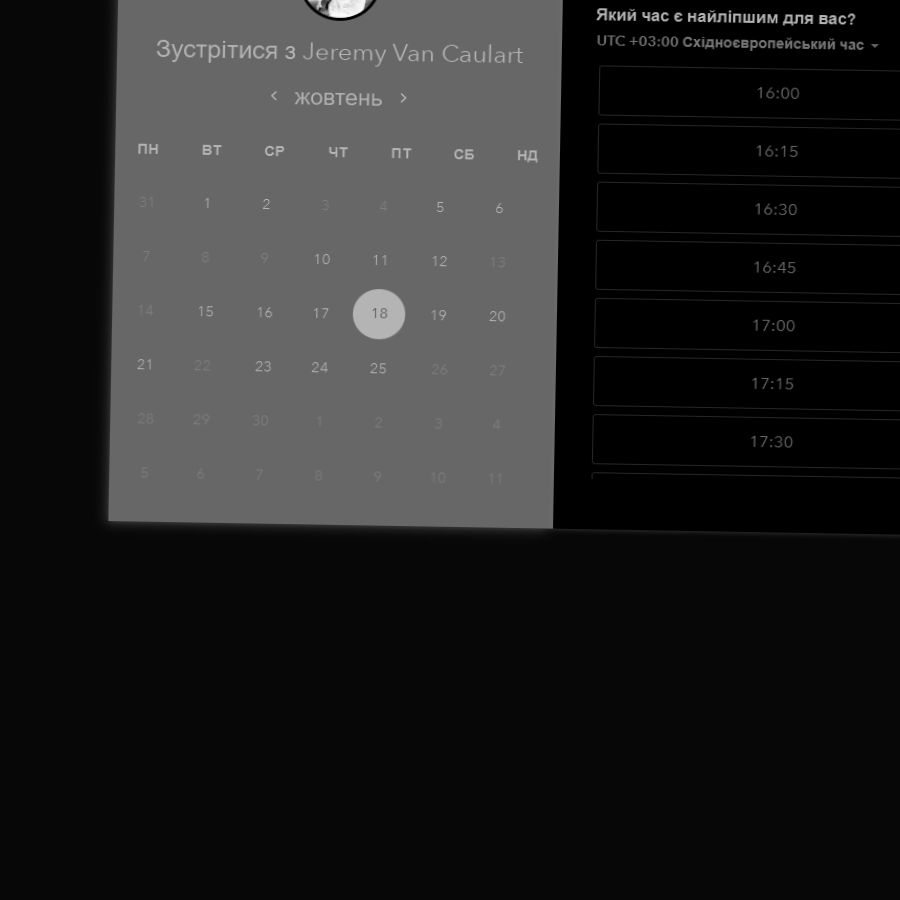 Зустрітися з Jeremy Van Caulart
< жовтень >
ПН ВТ СР ЧТ ПТ СБ НД
31 1 2 3 4 5 6
7 8 9 10 11 12 13
14 15 16 17 18 19 20
21 22 23 24 25 26 27
28 29 30 1 2 3 4
5 6 7 8 9 10 11
Який час є найліпшим для вас?
UTC +03:00 Східноєвропейський час
16:00
16:15
16:30
16:45
17:00
17:15
17:30